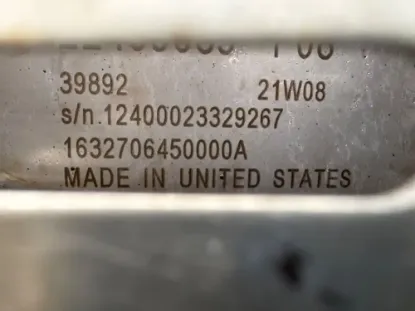 39892 21W08
s/n.12400023329267
1632706450000A
MADE IN UNITED STATES